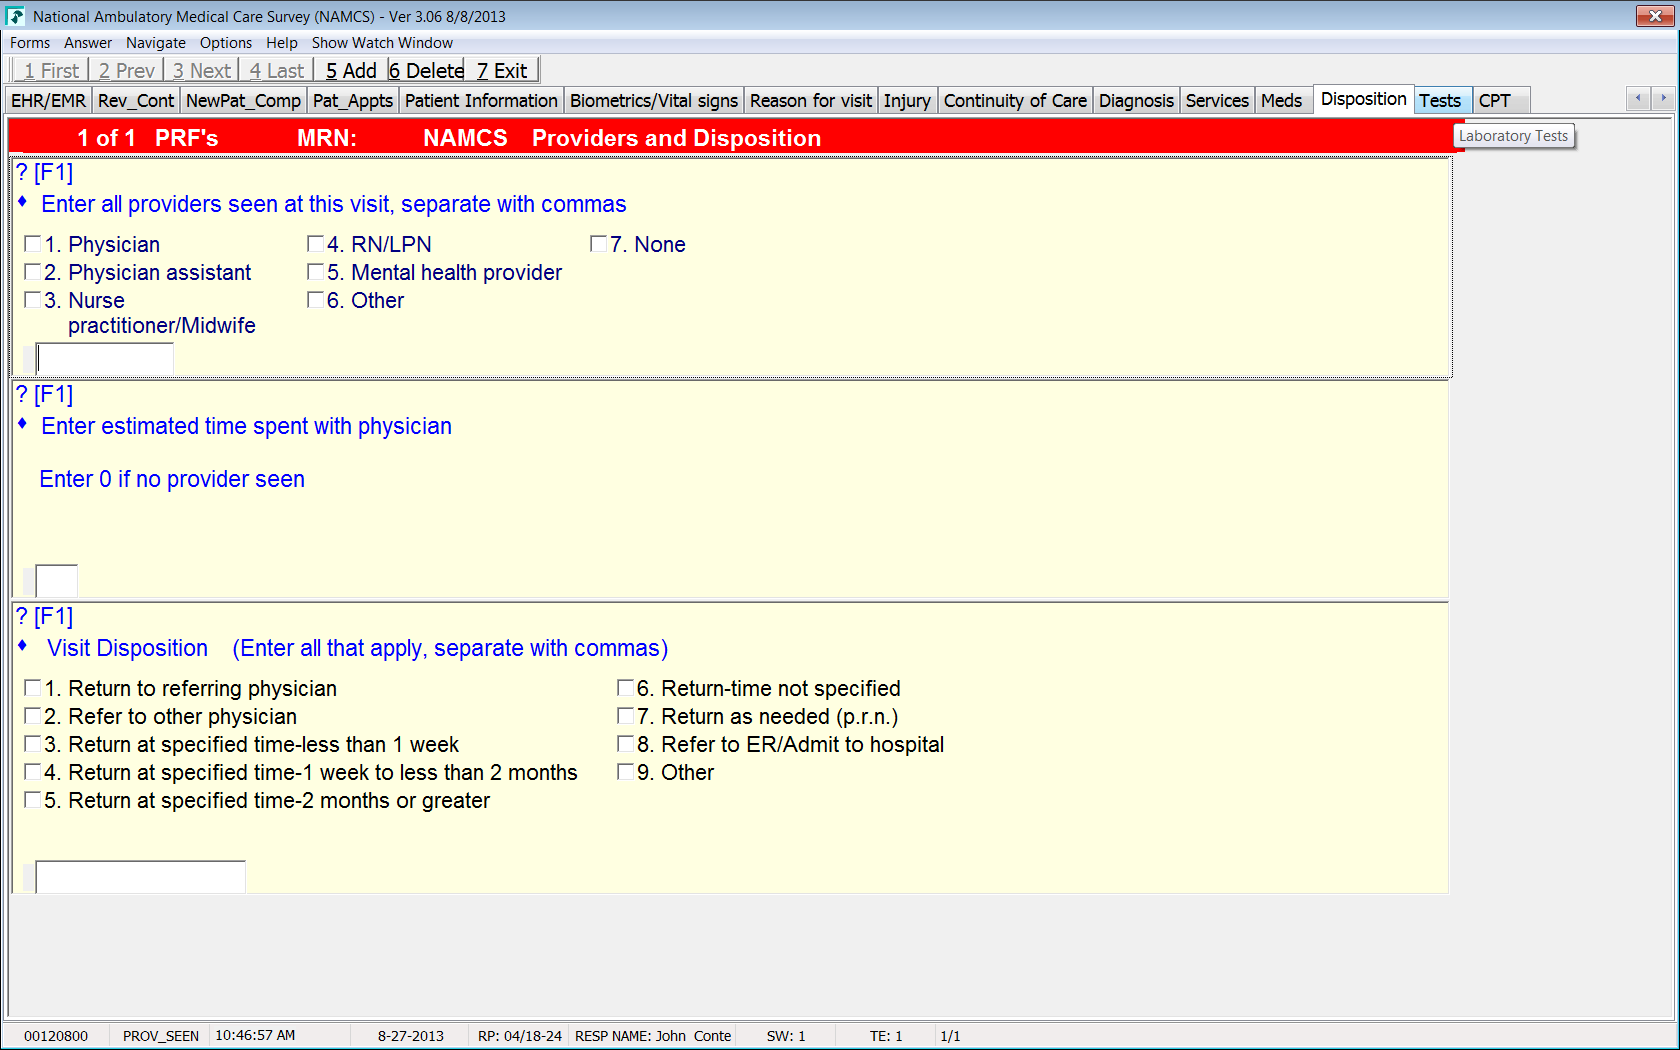 National Ambulatory Medical Care Survey (NAMCS) - Ver 3.06 8/8/2013
Forms Answer Navigate Options Help Show Watch Window
1 First 2 Prev 3 Next 4 Last 5 Add 6 Delete 7 Exit
EHR/EMR Rev_Cont NewPat_Comp Pat_Appts Patient Information Biometrics/Vital signs Reason for visit Injury Continuity of Care Diagnosis Services Meds Disposition Tests CPT
1 of 1 PRF's MRN: NAMCS Providers and Disposition
Laboratory Tests
? [F1]
♦ Enter all providers seen at this visit, separate with commas
1. Physician 4. RN/LPN 7. None
2. Physician assistant 5. Mental health provider
3. Nurse 6. Other
practitioner/Midwife
? [F1]
♦ Enter estimated time spent with physician
Enter 0 if no provider seen
? [F1]
♦ Visit Disposition (Enter all that apply, separate with commas)
1. Return to referring physician 6. Return-time not specified
2. Refer to other physician 7. Return as needed (p.r.n.)
3. Return at specified time-less than 1 week 8. Refer to ER/Admit to hospital
4. Return at specified time-1 week to less than 2 months 9. Other
5. Return at specified time-2 months or greater
00120800 PROV_SEEN 10:46:57 AM 8-27-2013 RP: 04/18-24 RESP NAME: John Conte SW: 1 TE: 1 1/1